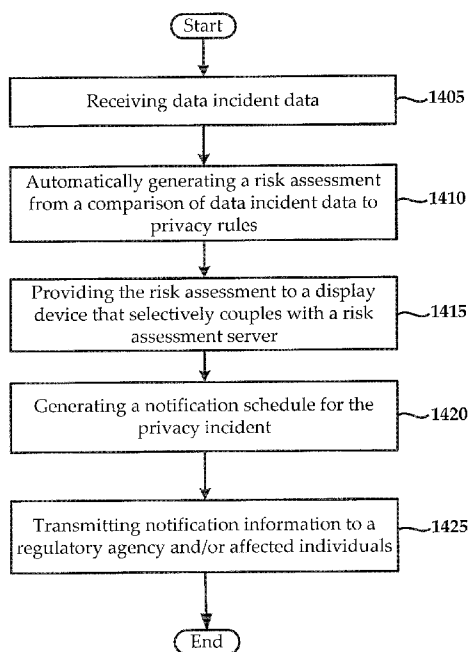 Start
Receiving data incident data
1405
Automatically generating a risk assessment
from a comparison of data incident data to
privacy rules
1410
Providing the risk assessment to a display
device that selectively couples with a risk
assessment server
1415
Generating a notification schedule for the
privacy incident
1420
Transmitting notification information to a
regulatory agency and/or affected individuals
1425
End